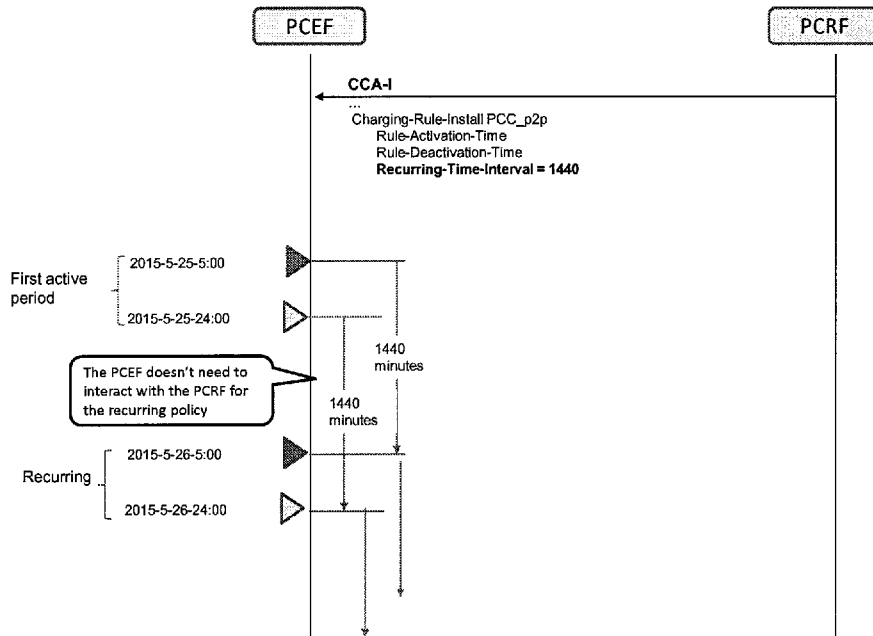 PCEF
PCRF
CCA-I
...
Charging-Rule-Install PCC_p2p
Rule-Activation-Time
Rule-Deactivation-Time
Recurring-Time-Interval = 1440
First active
period
2015-5-25-5:00
2015-5-25-24:00
1440
minutes
The PCEF doesn't need to
interact with the PCRF for
the recurring policy
1440
minutes
Recurring
2015-5-26-5:00
2015-5-26-24:00